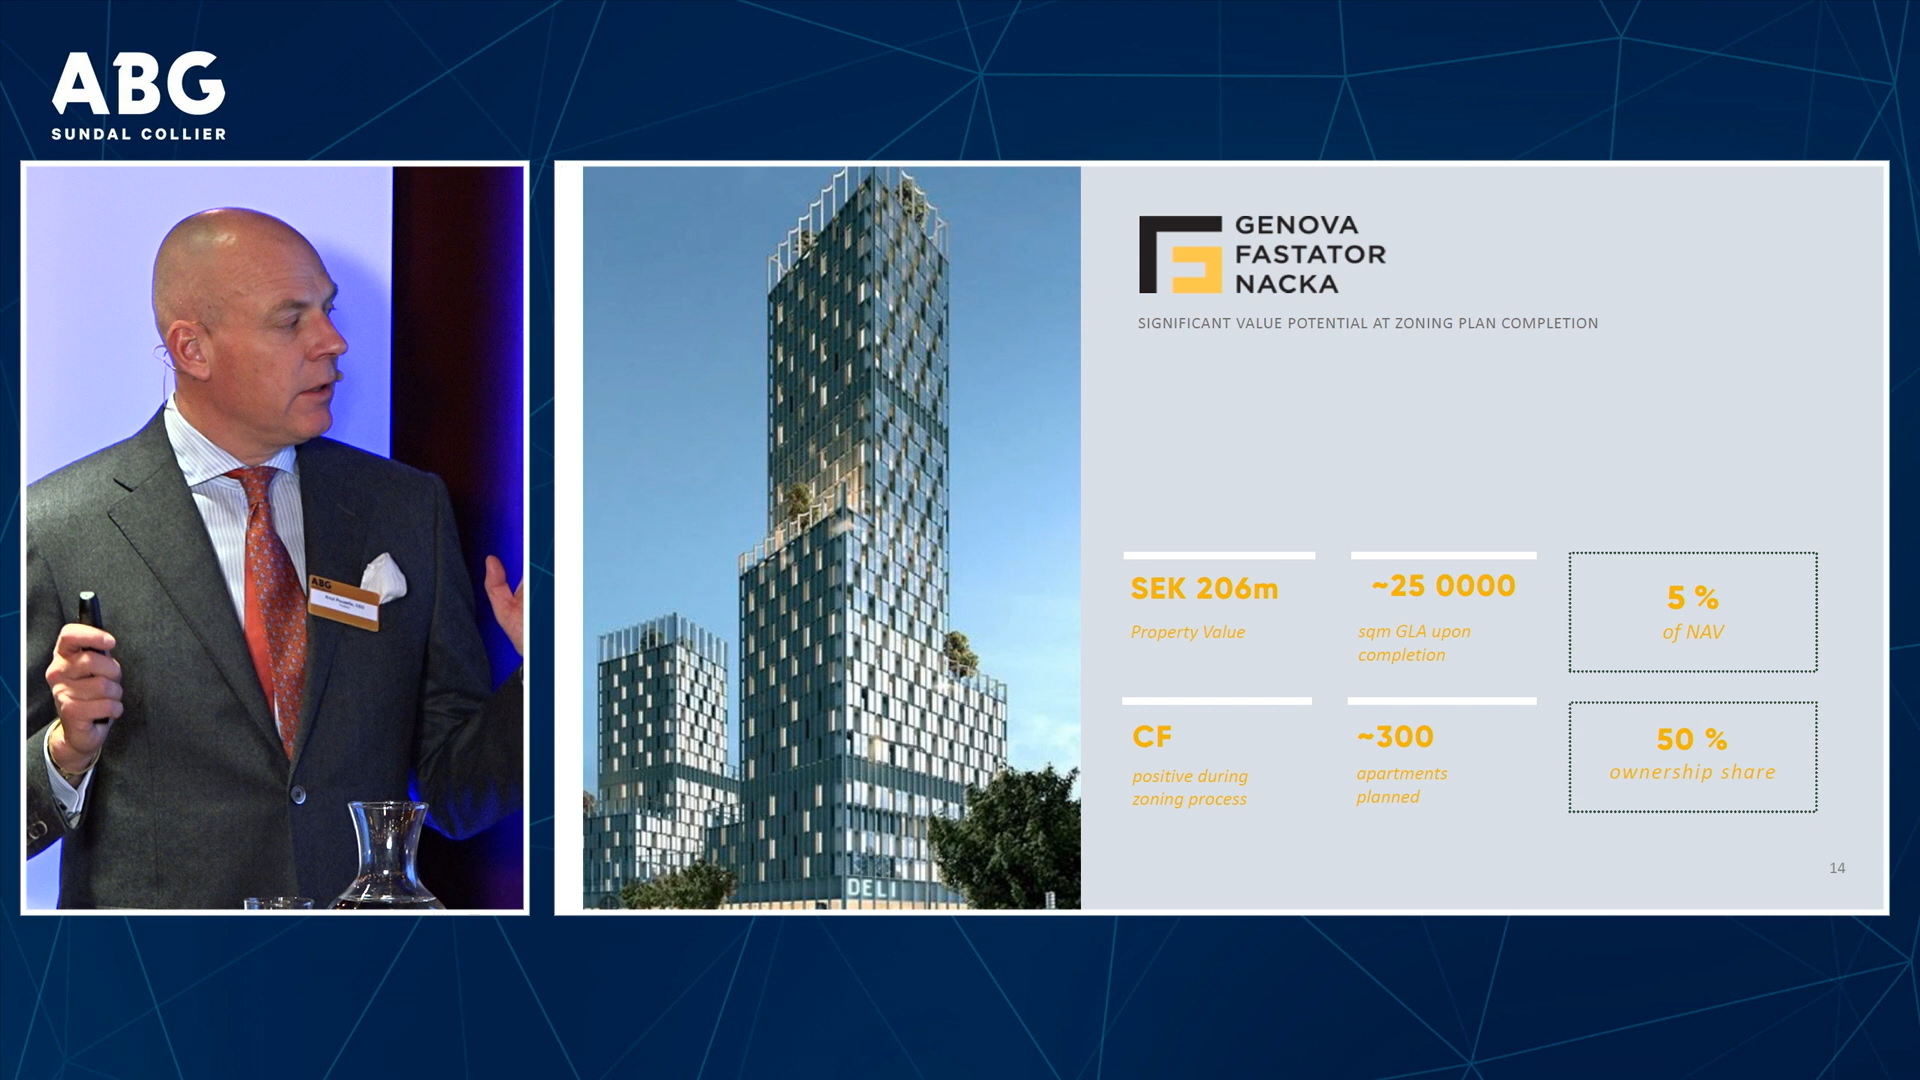 ABG
SUNDAL COLLIER
ABG
CEO
DELI
GENOVA
FASTATOR
NACKA
SIGNIFICANT VALUE POTENTIAL AT ZONING PLAN COMPLETION
SEK 206m
Property Value
~25 0000
sqm GLA upon
completion
5 %
of NAV
CF
positive during
zoning process
~300
apartments
planned
50 %
ownership share
14